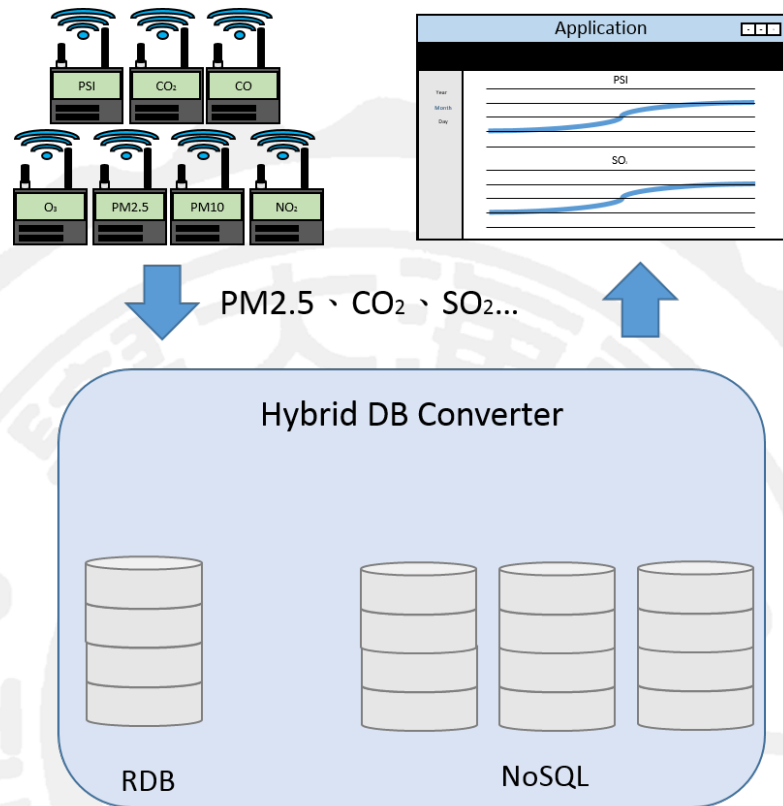 PSI
CO₂
CO
O₃
PM2.5
PM10
NO₂
Application
Year
Month
Day
PSI
SO.
PM2.5、CO₂、SO₂...
Hybrid DB Converter
RDB
NoSQL
大